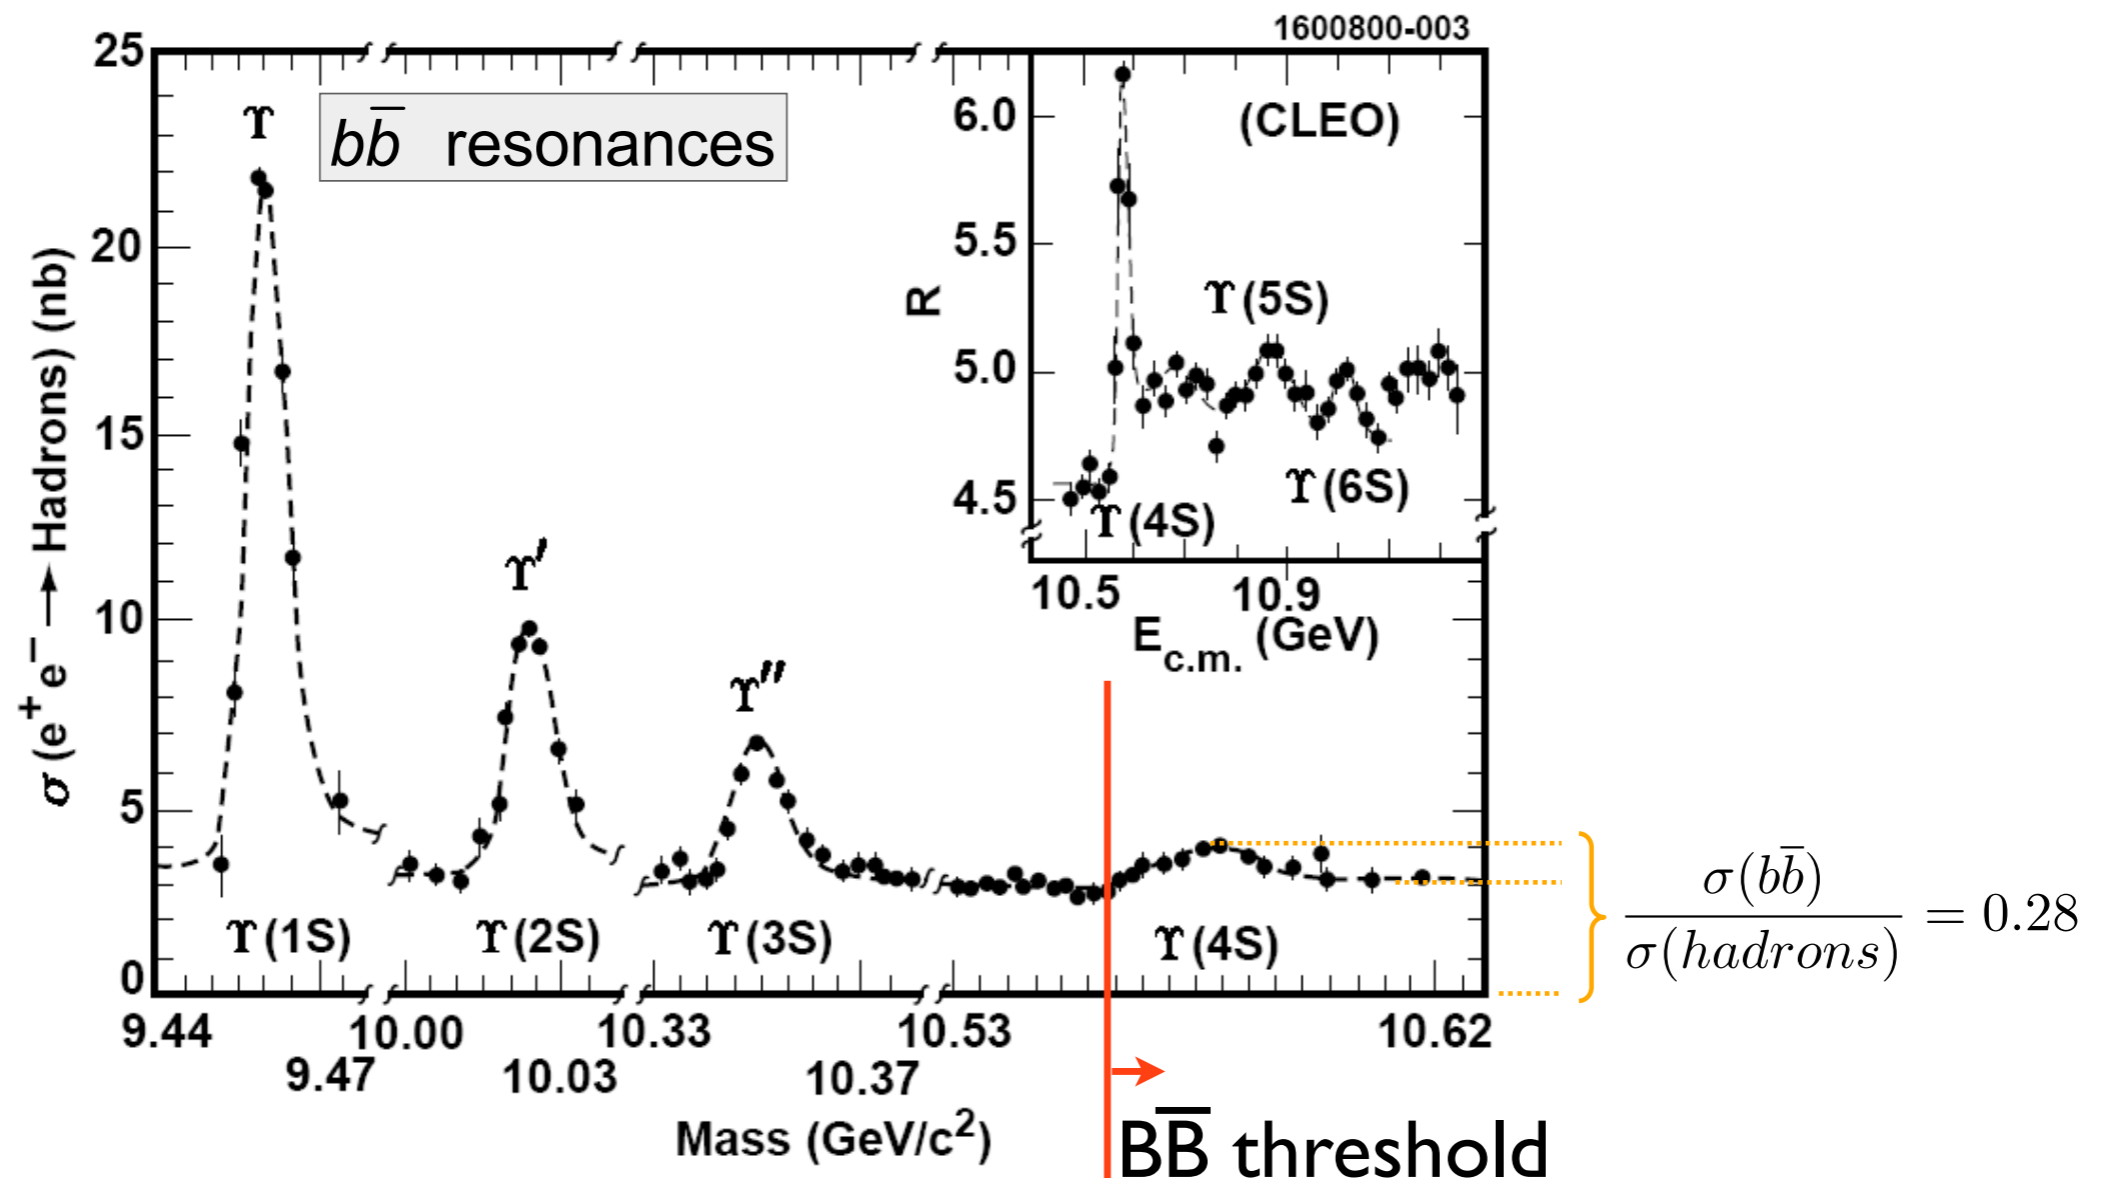 1600800-003
25
20
15
10
5
0
σ (e⁺ e⁻ → Hadrons) (nb)
ϒ
bb̅ resonances
ϒ′
ϒ″
ϒ(1S)
ϒ(2S)
ϒ(3S)
ϒ(4S)
(CLEO)
6.0
5.5
5.0
4.5
R
ϒ(5S)
ϒ(6S)
ϒ(4S)
10.5 10.9
E c.m. (GeV)
σ(bb̅)
σ(hadrons)
= 0.28
9.44 10.00 10.33 10.53 10.62
9.47 10.03 10.37
Mass (GeV/c²)
BB̅ threshold